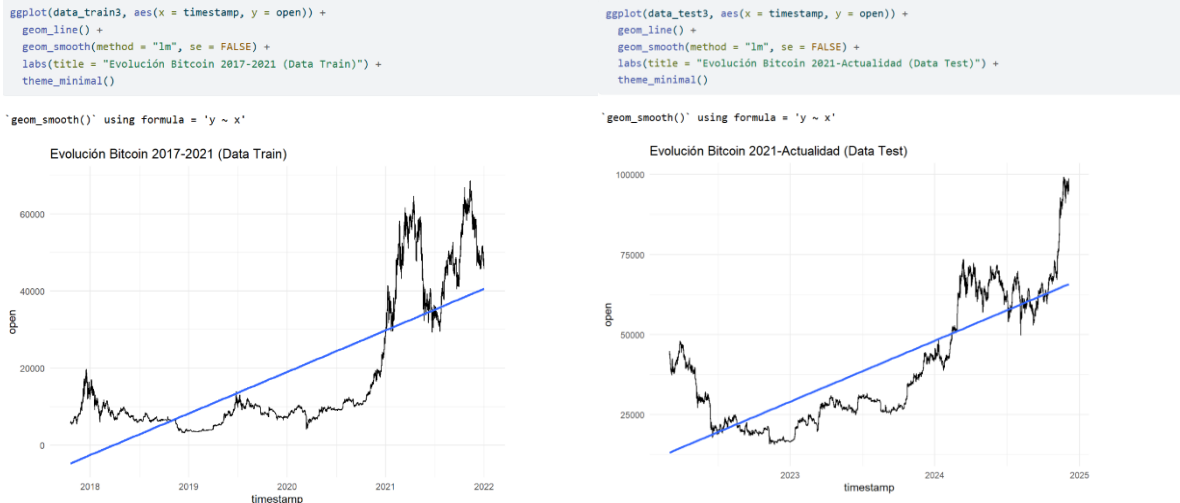 ggplot(data_train3, aes(x = timestamp, y = open)) +
geom_line() +
geom_smooth(method = "lm", se = FALSE) +
labs(title = "Evolución Bitcoin 2017-2021 (Data Train)") +
theme_minimal()
`geom_smooth()` using formula = 'y ~ x'
Evolución Bitcoin 2017-2021 (Data Train)
60000
40000
20000
0
open
2018 2019 2020 2021 2022
timestamp
ggplot(data_test3, aes(x = timestamp, y = open)) +
geom_line() +
geom_smooth(method = "lm", se = FALSE) +
labs(title = "Evolución Bitcoin 2021-Actualidad (Data Test)") +
theme_minimal()
`geom_smooth()` using formula = 'y ~ x'
Evolución Bitcoin 2021-Actualidad (Data Test)
100000
75000
50000
25000
open
2023 2024 2025
timestamp